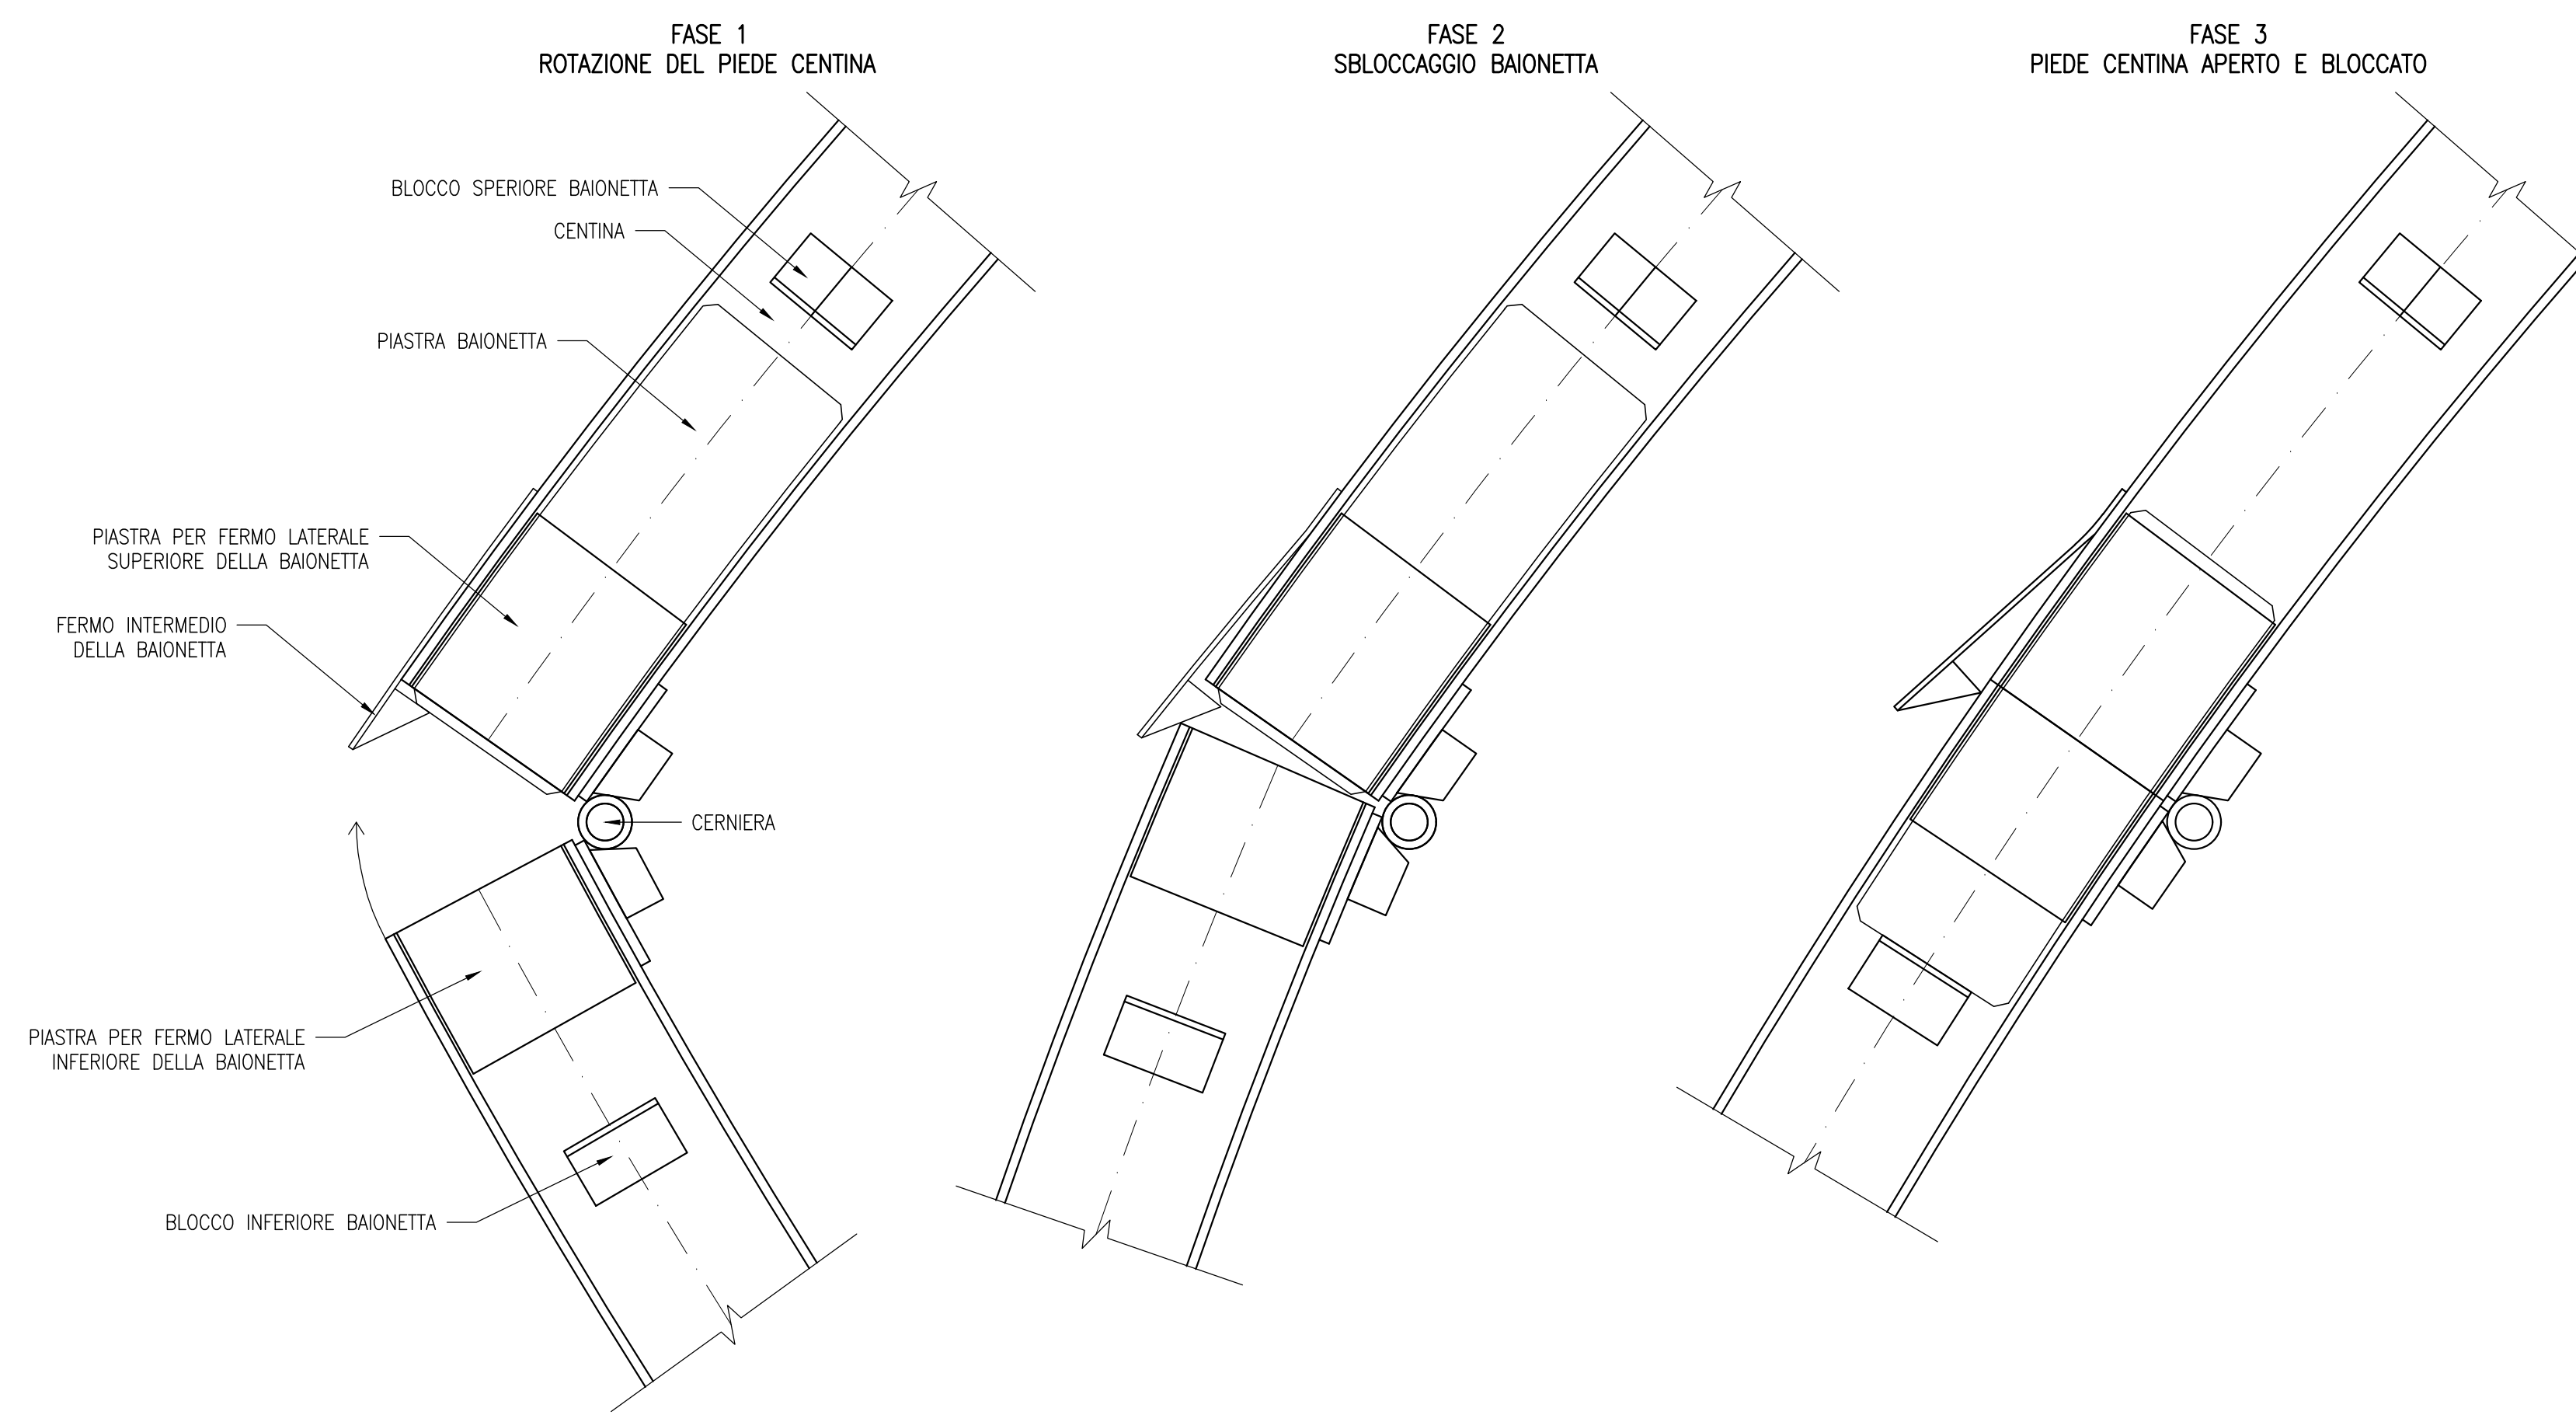 FASE 1
ROTAZIONE DEL PIEDE CENTINA
FASE 2
SBLOCCAGGIO BAIONETTA
FASE 3
PIEDE CENTINA APERTO E BLOCCATO
BLOCCO SPERIORE BAIONETTA
CENTINA
PIASTRA BAIONETTA
PIASTRA PER FERMO LATERALE
SUPERIORE DELLA BAIONETTA
FERMO INTERMEDIO
DELLA BAIONETTA
CERNIERA
PIASTRA PER FERMO LATERALE
INFERIORE DELLA BAIONETTA
BLOCCO INFERIORE BAIONETTA